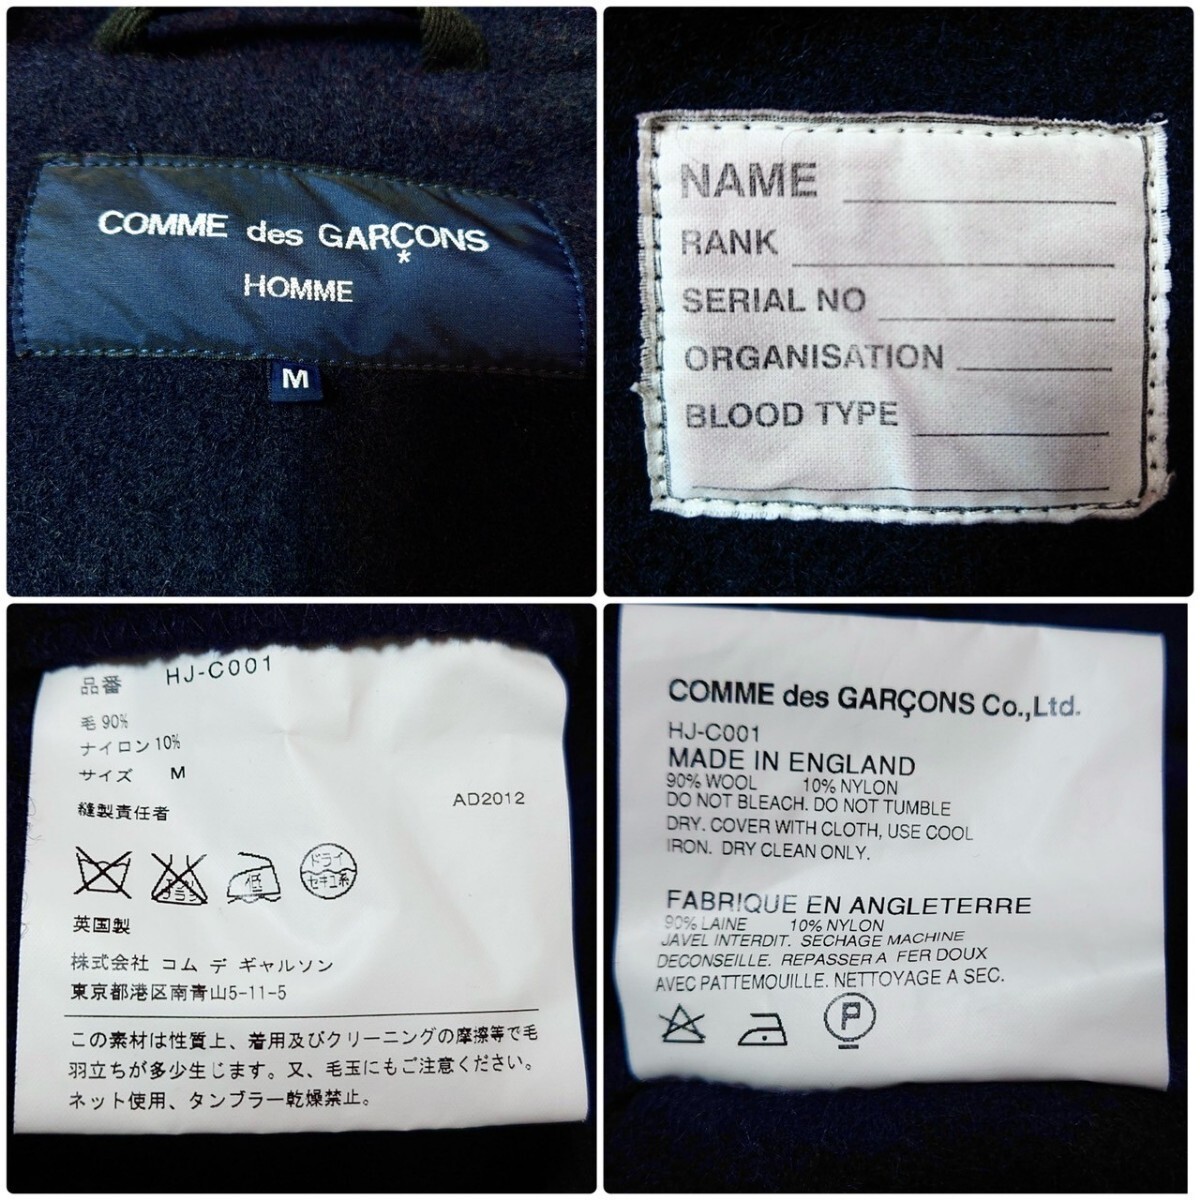 COMME des GARÇONS
*
HOMME
M
NAME
RANK
SERIAL NO
ORGANISATION
BLOOD TYPE
品番 HJ-C001
毛 90%
ナイロン 10%
サイズ M
AD2012
縫製責任者
低
ドライ
セキユ系
英国製
株式会社 コム デ ギャルソン
東京都港区南青山5-11-5
この素材は性質上、着用及びクリーニングの摩擦等で毛
羽立ちが多少生じます。又、毛玉にもご注意ください。
ネット使用、タンブラー乾燥禁止。
COMME des GARÇONS Co.,Ltd.
HJ-C001
MADE IN ENGLAND
90% WOOL 10% NYLON
DO NOT BLEACH. DO NOT TUMBLE
DRY. COVER WITH CLOTH, USE COOL
IRON. DRY CLEAN ONLY.
FABRIQUE EN ANGLETERRE
90% LAINE 10% NYLON
JAVEL INTERDIT. SECHAGE MACHINE
DECONSEILLE. REPASSER A FER DOUX
AVEC PATTEMOUILLE. NETTOYAGE A SEC.
P